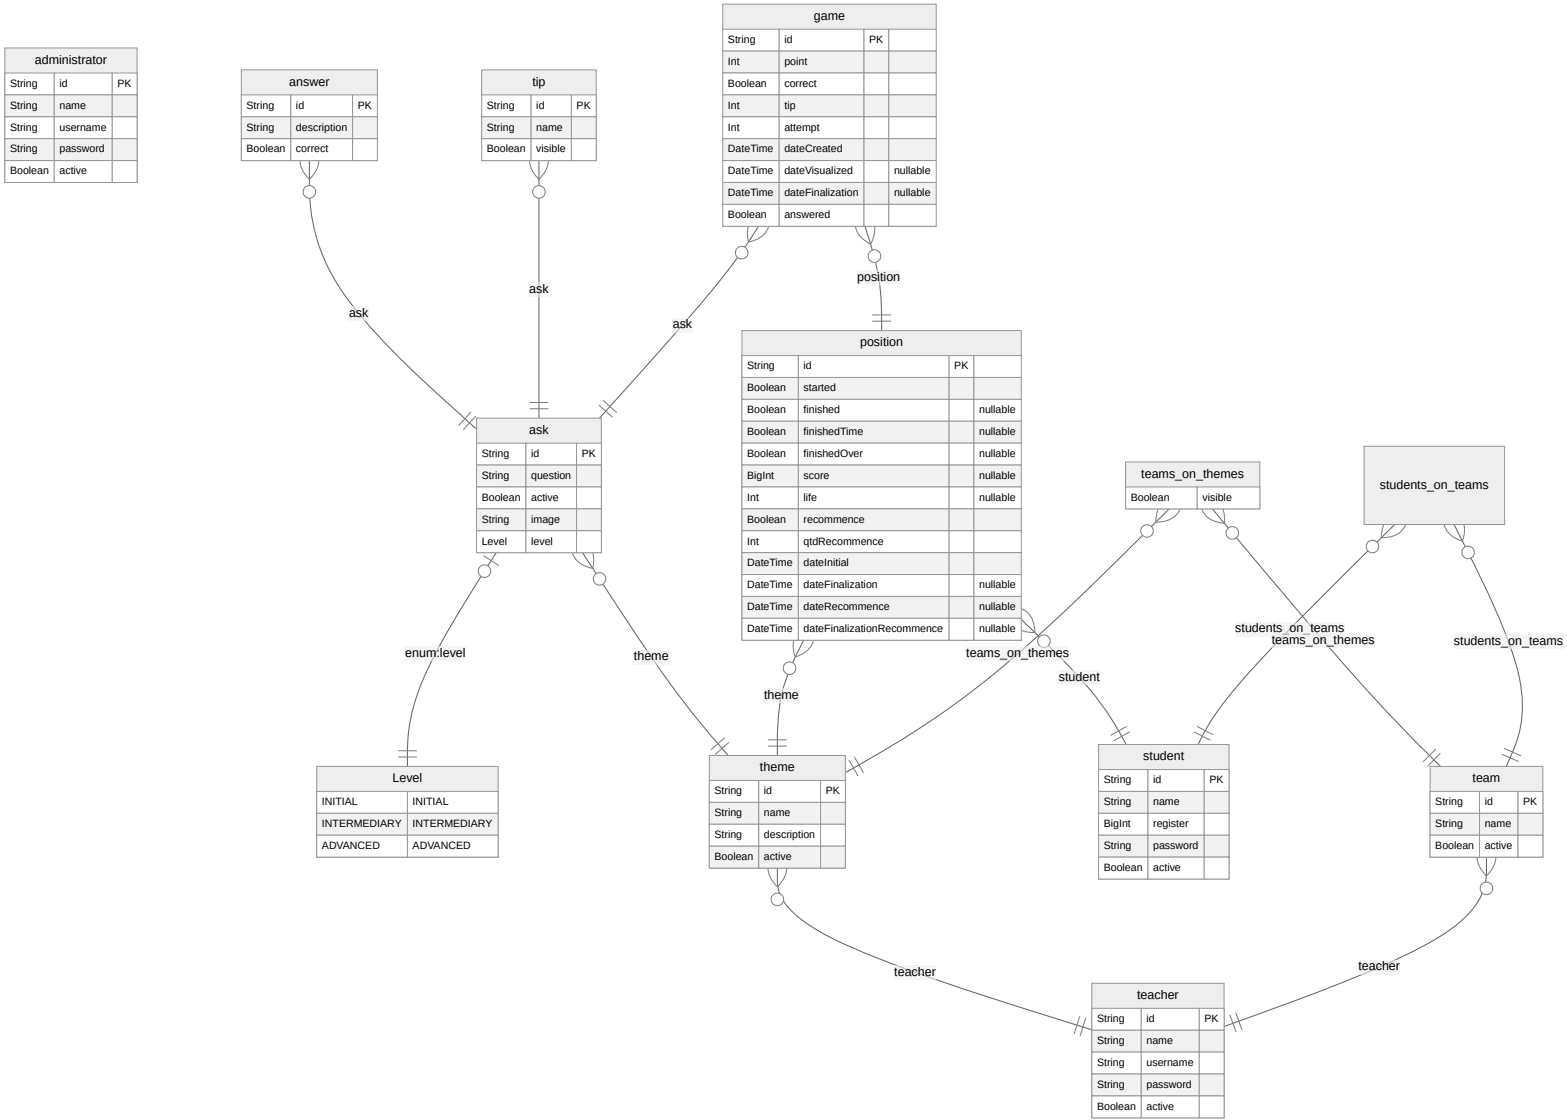 game
String id PK
Int point
Boolean correct
Int tip
Int attempt
DateTime dateCreated
DateTime dateVisualized nullable
DateTime dateFinalization nullable
Boolean answered
administrator
String id PK
String name
String username
String password
Boolean active
answer
String id PK
String description
Boolean correct
tip
String id PK
String name
Boolean visible
ask
ask
ask
position
position
String id PK
Boolean started
Boolean finished nullable
Boolean finishedTime nullable
Boolean finishedOver nullable
BigInt score nullable
Int life nullable
Boolean recommence
Int qtdRecommence
DateTime dateInitial
DateTime dateFinalization nullable
DateTime dateRecommence nullable
DateTime dateFinalizationRecommence nullable
ask
String id PK
String question
Boolean active
String image
Level level
teams_on_themes
Boolean visible
students_on_teams
enum:level
theme
theme
teams_on_themes
student
students_on_teams
teams_on_themes
students_on_teams
Level
INITIAL INITIAL
INTERMEDIARY INTERMEDIARY
ADVANCED ADVANCED
theme
String id PK
String name
String description
Boolean active
student
String id PK
String name
BigInt register
String password
Boolean active
team
String id PK
String name
Boolean active
teacher
teacher
teacher
String id PK
String name
String username
String password
Boolean active